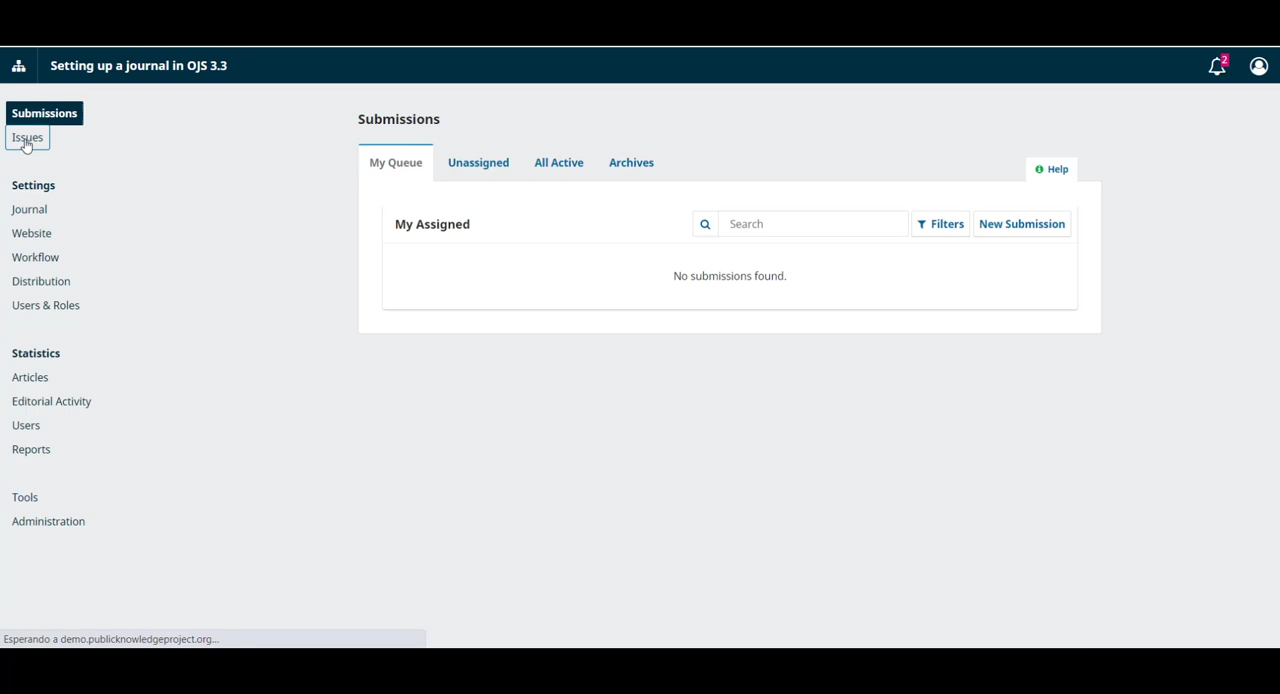 Setting up a journal in OJS 3.3
2
Submissions
Issues
Settings
Journal
Website
Workflow
Distribution
Users & Roles
Statistics
Articles
Editorial Activity
Users
Reports
Tools
Administration
Submissions
My Queue Unassigned All Active Archives
Help
My Assigned Search Filters New Submission
No submissions found.
Esperando a demo.publicknowledgeproject.org...